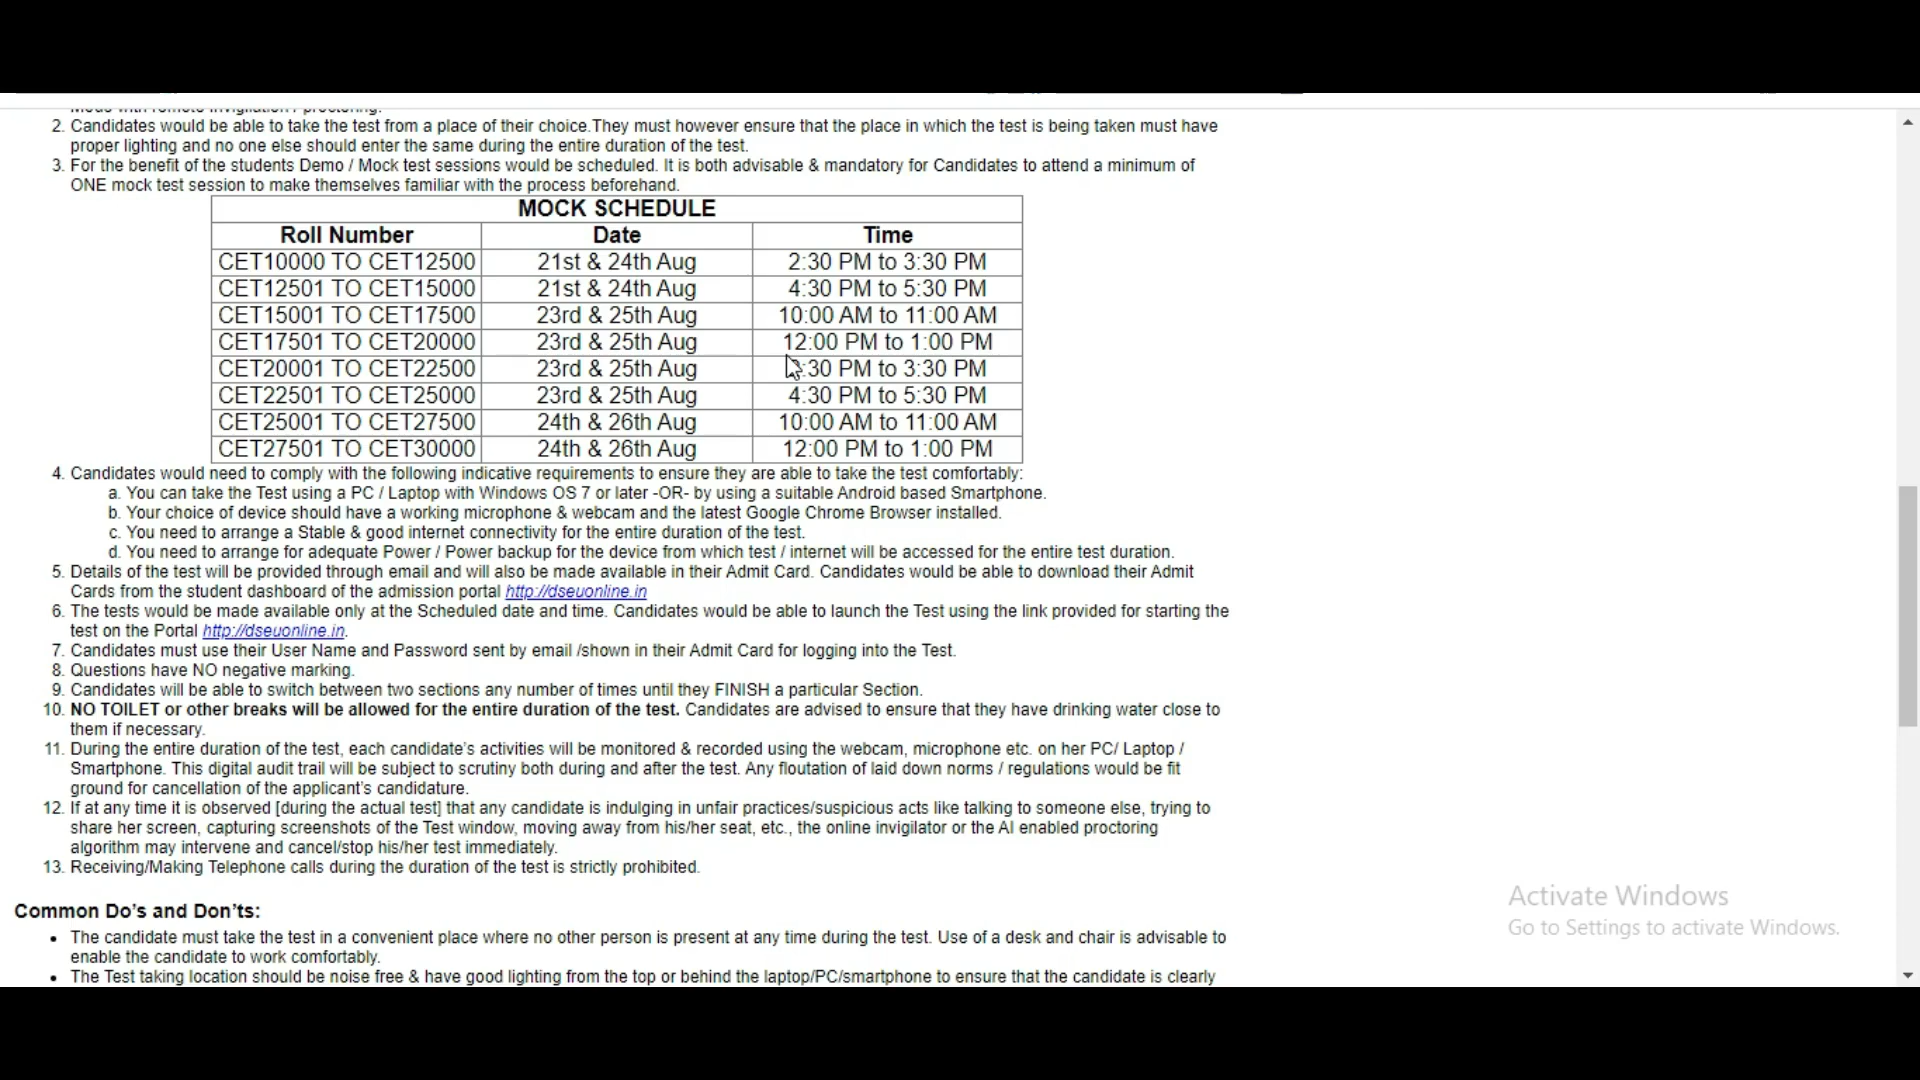 2. Candidates would be able to take the test from a place of their choice.They must however ensure that the place in which the test is being taken must have
proper lighting and no one else should enter the same during the entire duration of the test.
3. For the benefit of the students Demo / Mock test sessions would be scheduled. It is both advisable & mandatory for Candidates to attend a minimum of
ONE mock test session to make themselves familiar with the process beforehand.
MOCK SCHEDULE
Roll Number Date Time
CET10000 TO CET12500 21st & 24th Aug 2:30 PM to 3:30 PM
CET12501 TO CET15000 21st & 24th Aug 4:30 PM to 5:30 PM
CET15001 TO CET17500 23rd & 25th Aug 10:00 AM to 11:00 AM
CET17501 TO CET20000 23rd & 25th Aug 12:00 PM to 1:00 PM
CET20001 TO CET22500 23rd & 25th Aug :30 PM to 3:30 PM
CET22501 TO CET25000 23rd & 25th Aug 4:30 PM to 5:30 PM
CET25001 TO CET27500 24th & 26th Aug 10:00 AM to 11:00 AM
CET27501 TO CET30000 24th & 26th Aug 12:00 PM to 1:00 PM
4. Candidates would need to comply with the following indicative requirements to ensure they are able to take the test comfortably:
a. You can take the Test using a PC / Laptop with Windows OS 7 or later -OR- by using a suitable Android based Smartphone.
b. Your choice of device should have a working microphone & webcam and the latest Google Chrome Browser installed.
c. You need to arrange a Stable & good internet connectivity for the entire duration of the test.
d. You need to arrange for adequate Power / Power backup for the device from which test / internet will be accessed for the entire test duration.
5. Details of the test will be provided through email and will also be made available in their Admit Card. Candidates would be able to download their Admit
Cards from the student dashboard of the admission portal http://dseuonline.in
6. The tests would be made available only at the Scheduled date and time. Candidates would be able to launch the Test using the link provided for starting the
test on the Portal http://dseuonline.in.
7. Candidates must use their User Name and Password sent by email /shown in their Admit Card for logging into the Test.
8. Questions have NO negative marking.
9. Candidates will be able to switch between two sections any number of times until they FINISH a particular Section.
10. NO TOILET or other breaks will be allowed for the entire duration of the test. Candidates are advised to ensure that they have drinking water close to
them if necessary.
11. During the entire duration of the test, each candidate's activities will be monitored & recorded using the webcam, microphone etc. on her PC/ Laptop /
Smartphone. This digital audit trail will be subject to scrutiny both during and after the test. Any floutation of laid down norms / regulations would be fit
ground for cancellation of the applicant's candidature.
12. If at any time it is observed [during the actual test] that any candidate is indulging in unfair practices/suspicious acts like talking to someone else, trying to
share her screen, capturing screenshots of the Test window, moving away from his/her seat, etc., the online invigilator or the AI enabled proctoring
algorithm may intervene and cancel/stop his/her test immediately.
13. Receiving/Making Telephone calls during the duration of the test is strictly prohibited.
Common Do's and Don'ts:
• The candidate must take the test in a convenient place where no other person is present at any time during the test. Use of a desk and chair is advisable to
enable the candidate to work comfortably.
• The Test taking location should be noise free & have good lighting from the top or behind the laptop/PC/smartphone to ensure that the candidate is clearly
Activate Windows
Go to Settings to activate Windows.